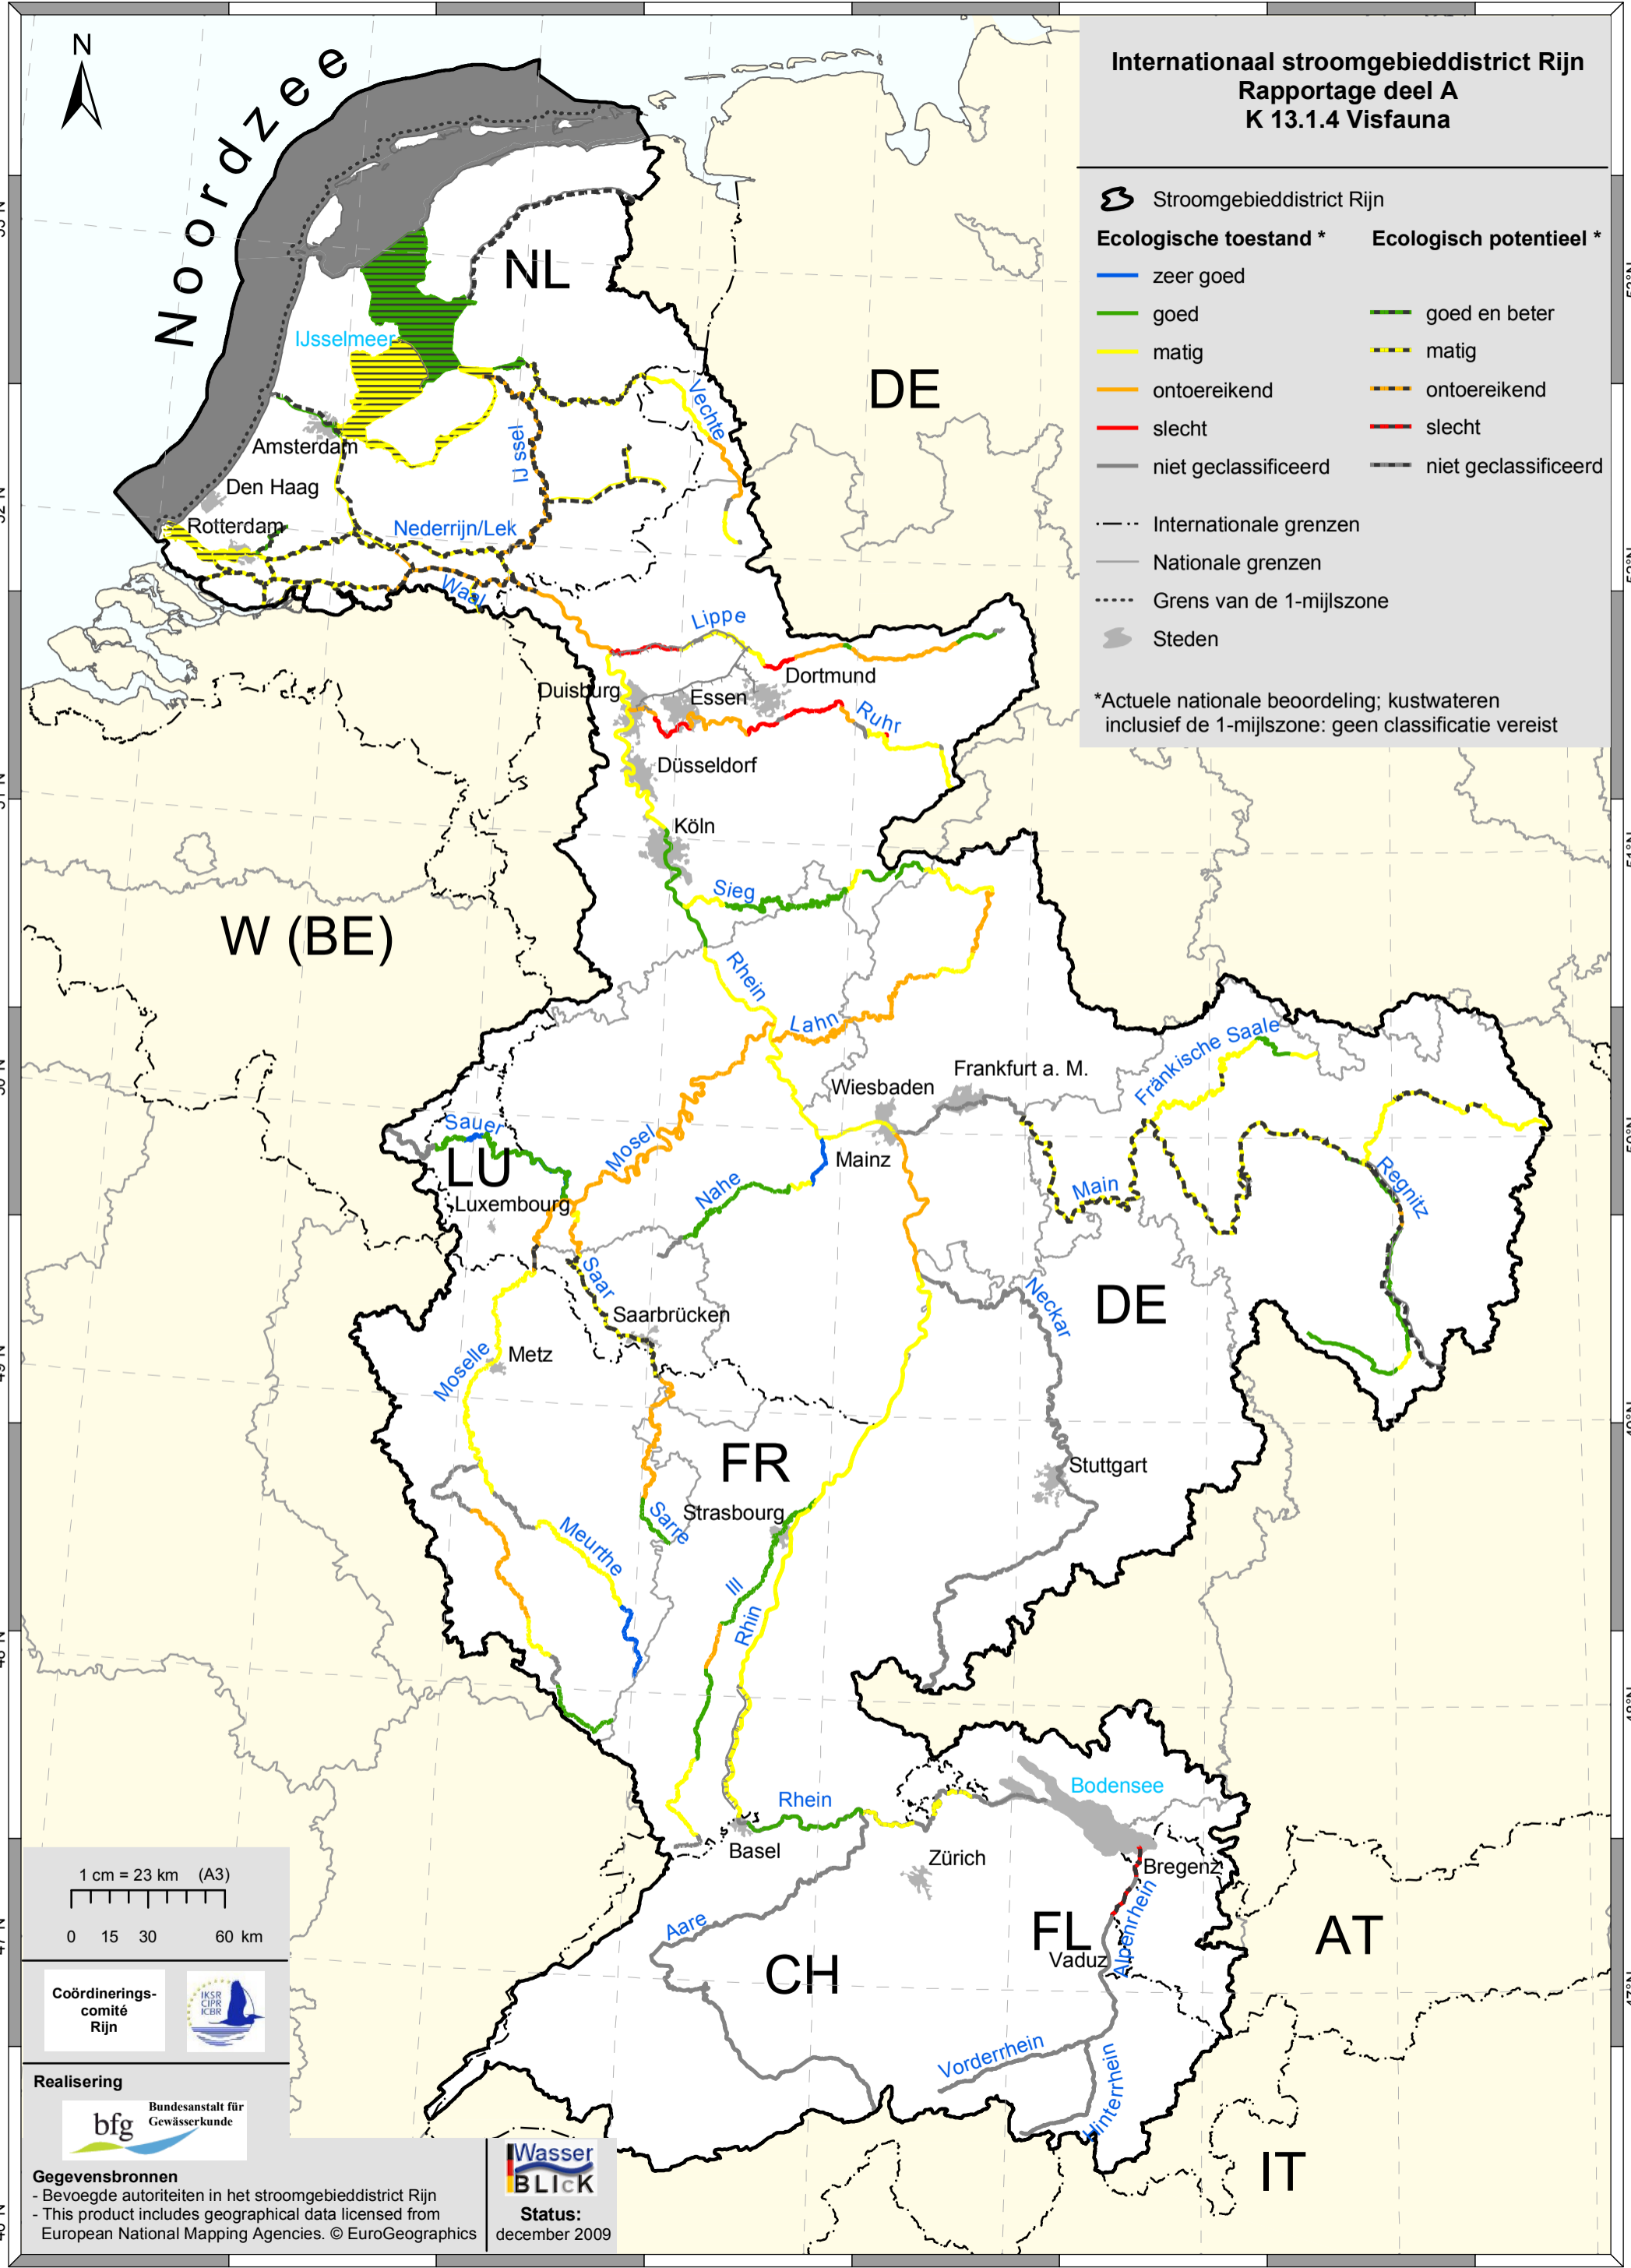 N
Noordzee
Internationaal stroomgebieddistrict Rijn
Rapportage deel A
K 13.1.4 Visfauna
Stroomgebieddistrict Rijn
Ecologische toestand *
Ecologisch potentieel *
zeer goed
goed
goed en beter
matig
matig
ontoereikend
ontoereikend
slecht
slecht
niet geclassificeerd
niet geclassificeerd
Internationale grenzen
Nationale grenzen
Grens van de 1-mijlszone
Steden
*Actuele nationale beoordeling; kustwateren
inclusief de 1-mijlszone: geen classificatie vereist
NL
IJsselmeer
DE
Vechte
Amsterdam
IJssel
Den Haag
Rotterdam
Nederrijn/Lek
Waal
Lippe
Duisburg
Essen
Dortmund
Ruhr
Düsseldorf
Köln
Sieg
W (BE)
Rhein
Lahn
Fränkische Saale
Frankfurt a. M.
Wiesbaden
Sauer
LU
Mosel
Mainz
Nahe
Main
Regnitz
Luxembourg
Saar
Neckar
DE
Saarbrücken
Moselle
Metz
FR
Stuttgart
Sarre
Strasbourg
Meurthe
Ill
Rhin
Bodensee
Rhein
Basel
Zürich
Bregenz
Aare
FL
Alpenrhein
Vaduz
AT
CH
Vorderrhein
Hinterrhein
IT
1 cm = 23 km (A3)
0 15 30 60 km
Coördinerings-
comité
Rijn
IKSR
CIPR
ICBR
Realisering
bfg
Bundesanstalt für
Gewässerkunde
Gegevensbronnen
- Bevoegde autoriteiten in het stroomgebieddistrict Rijn
- This product includes geographical data licensed from
European National Mapping Agencies. © EuroGeographics
Wasser
BLIcK
Status:
december 2009